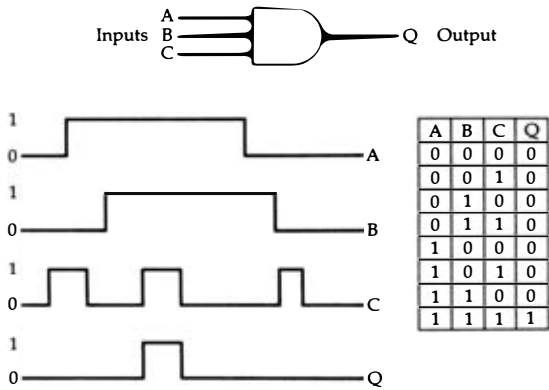 A
Inputs B
C
Q Output
1
0
A
1
0
B
1
0
C
1
0
Q
A B C Q
0 0 0 0
0 0 1 0
0 1 0 0
0 1 1 0
1 0 0 0
1 0 1 0
1 1 0 0
1 1 1 1